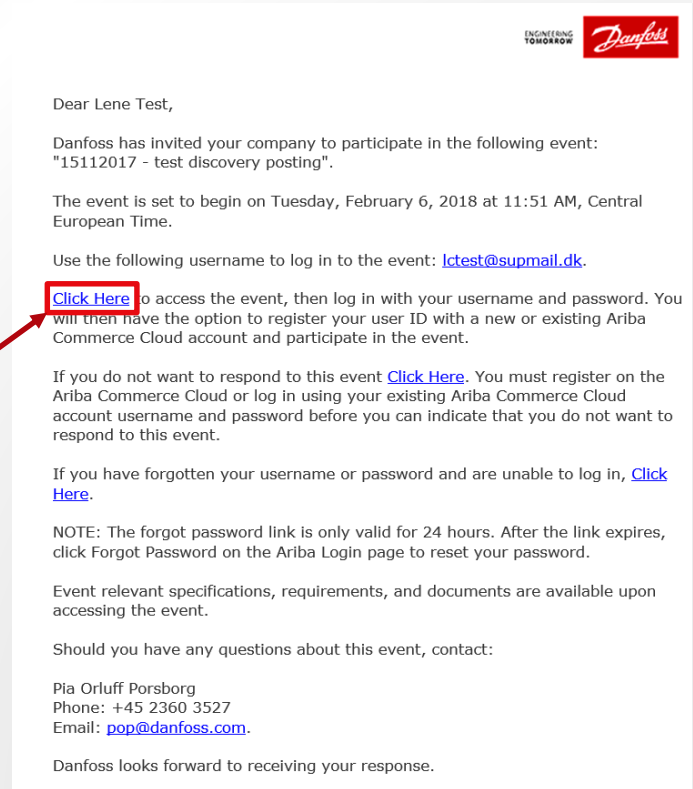 ENGINEERING
TOMORROW
Danfoss
Dear Lene Test,
Danfoss has invited your company to participate in the following event:
"15112017 - test discovery posting".
The event is set to begin on Tuesday, February 6, 2018 at 11:51 AM, Central
European Time.
Use the following username to log in to the event: lctest@supmail.dk.
Click Here to access the event, then log in with your username and password. You
will then have the option to register your user ID with a new or existing Ariba
Commerce Cloud account and participate in the event.
If you do not want to respond to this event Click Here. You must register on the
Ariba Commerce Cloud or log in using your existing Ariba Commerce Cloud
account username and password before you can indicate that you do not want to
respond to this event.
If you have forgotten your username or password and are unable to log in, Click
Here.
NOTE: The forgot password link is only valid for 24 hours. After the link expires,
click Forgot Password on the Ariba Login page to reset your password.
Event relevant specifications, requirements, and documents are available upon
accessing the event.
Should you have any questions about this event, contact:
Pia Orluff Porsborg
Phone: +45 2360 3527
Email: pop@danfoss.com.
Danfoss looks forward to receiving your response.